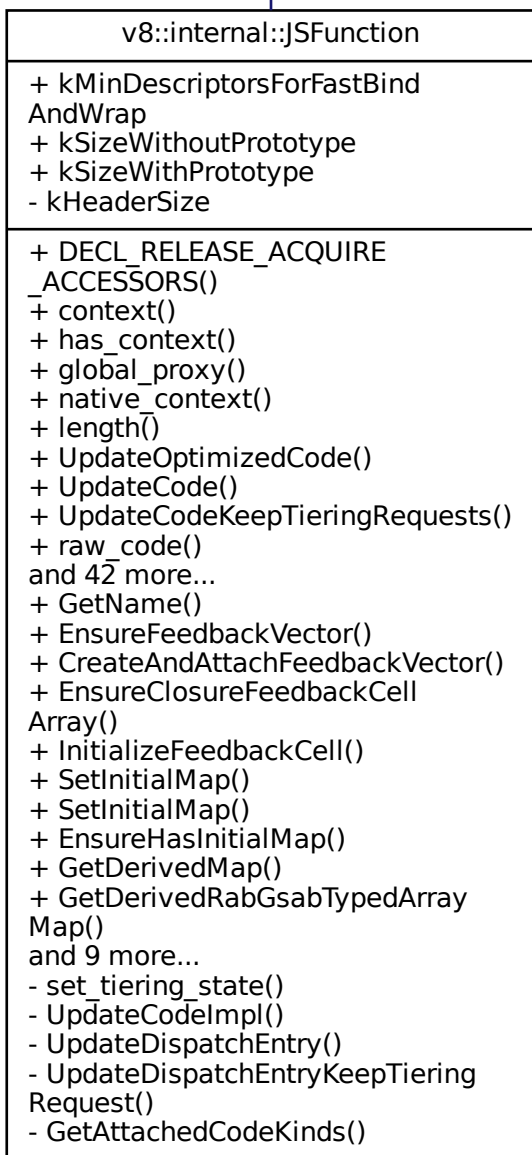 v8::internal::JSFunction
+ kMinDescriptorsForFastBind
AndWrap
+ kSizeWithoutPrototype
+ kSizeWithPrototype
- kHeaderSize
+ DECL_RELEASE_ACQUIRE
_ACCESSORS()
+ context()
+ has_context()
+ global_proxy()
+ native_context()
+ length()
+ UpdateOptimizedCode()
+ UpdateCode()
+ UpdateCodeKeepTieringRequests()
+ raw_code()
and 42 more...
+ GetName()
+ EnsureFeedbackVector()
+ CreateAndAttachFeedbackVector()
+ EnsureClosureFeedbackCell
Array()
+ InitializeFeedbackCell()
+ SetInitialMap()
+ SetInitialMap()
+ EnsureHasInitialMap()
+ GetDerivedMap()
+ GetDerivedRabGsabTypedArray
Map()
and 9 more...
- set_tiering_state()
- UpdateCodeImpl()
- UpdateDispatchEntry()
- UpdateDispatchEntryKeepTiering
Request()
- GetAttachedCodeKinds()